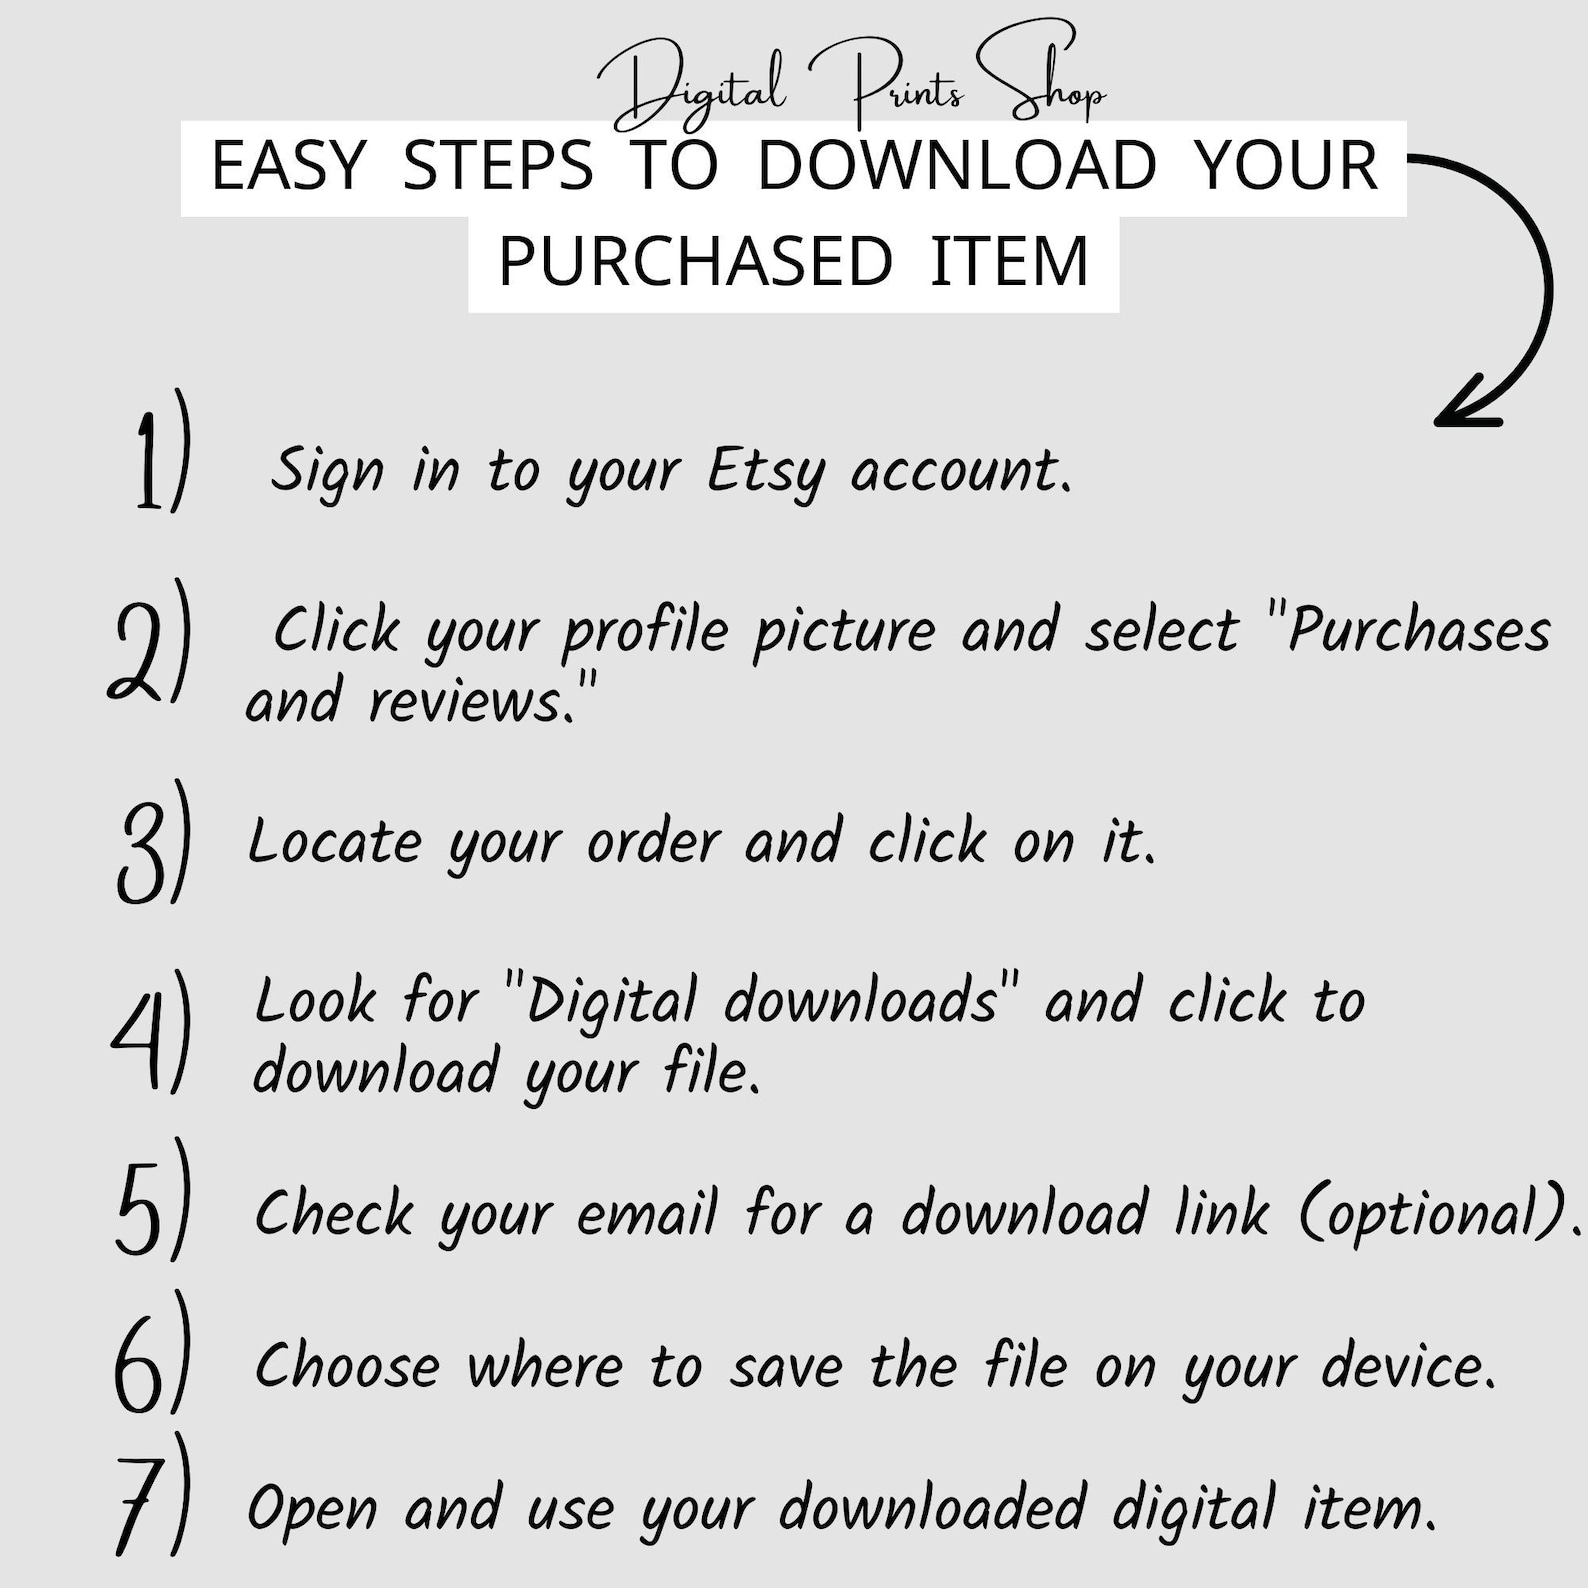 Digital Prints Shop
EASY STEPS TO DOWNLOAD YOUR
PURCHASED ITEM
1) Sign in to your Etsy account.
2) Click your profile picture and select "Purchases
and reviews."
3) Locate your order and click on it.
4) Look for "Digital downloads" and click to
download your file.
5) Check your email for a download link (optional).
6) Choose where to save the file on your device.
7) Open and use your downloaded digital item.